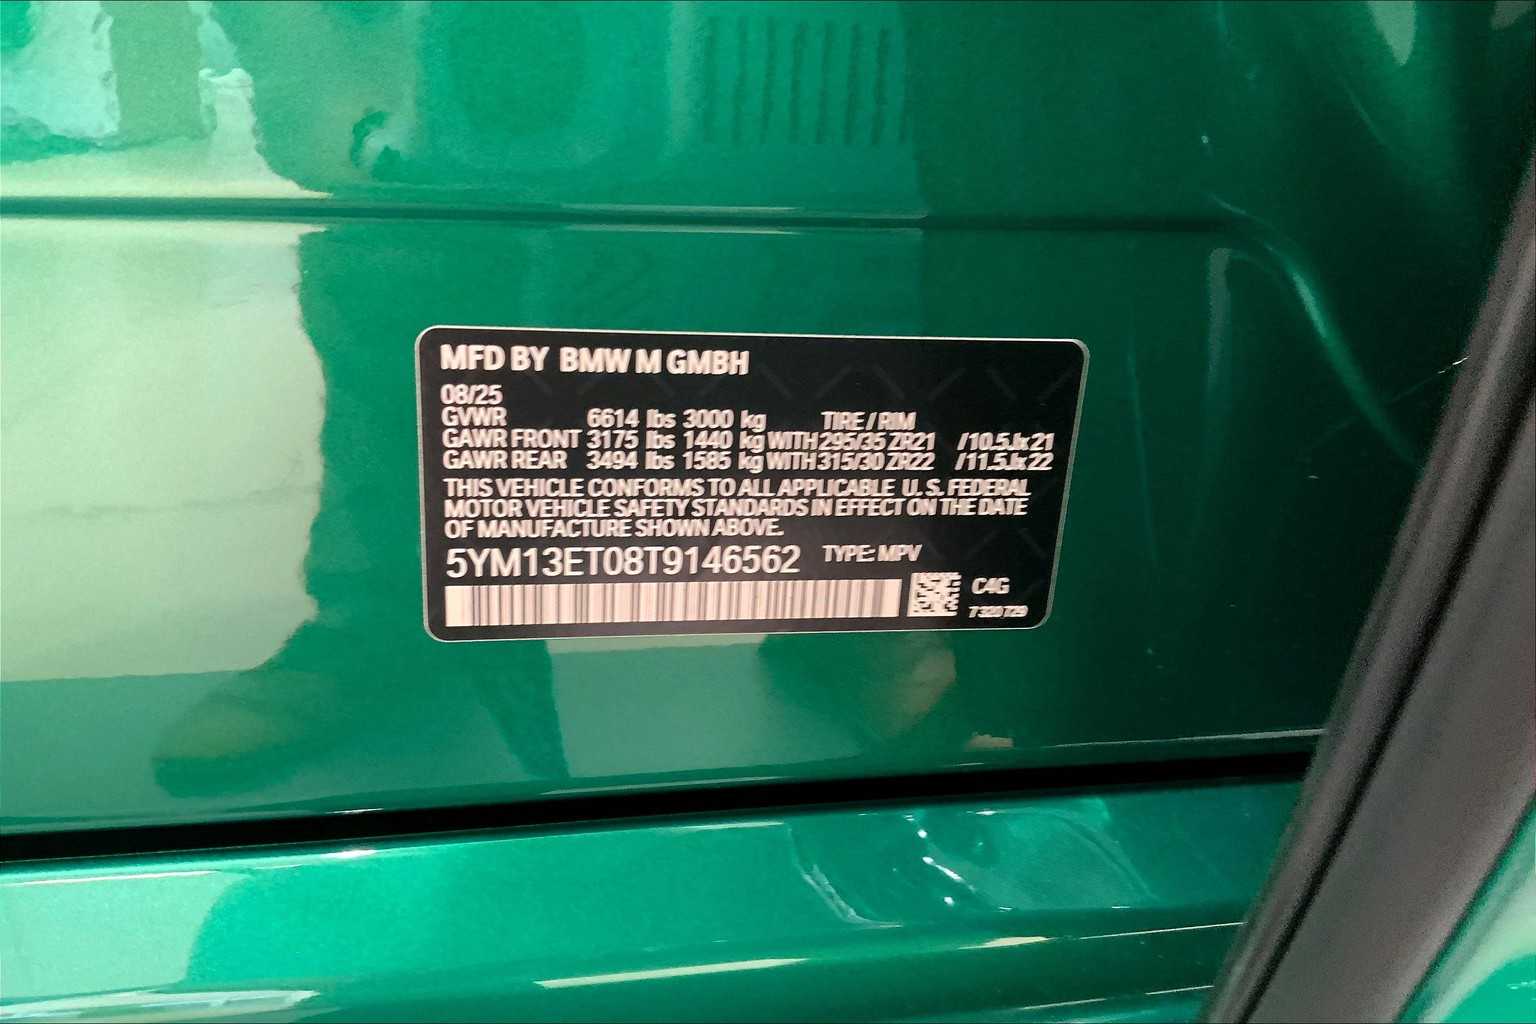 MFD BY BMW M GMBH
08/25
GVWR 6614 lbs 3000 kg TIRE / RIM
GAWR FRONT 3175 lbs 1440 kg WITH 295/35 ZR21 /10.5Jx21
GAWR REAR 3494 lbs 1585 kg WITH 315/30 ZR22 /11.5Jx22
THIS VEHICLE CONFORMS TO ALL APPLICABLE U. S. FEDERAL
MOTOR VEHICLE SAFETY STANDARDS IN EFFECT ON THE DATE
OF MANUFACTURE SHOWN ABOVE.
5YM13ET08T9146562 TYPE: MPV
C4G
7 320 729